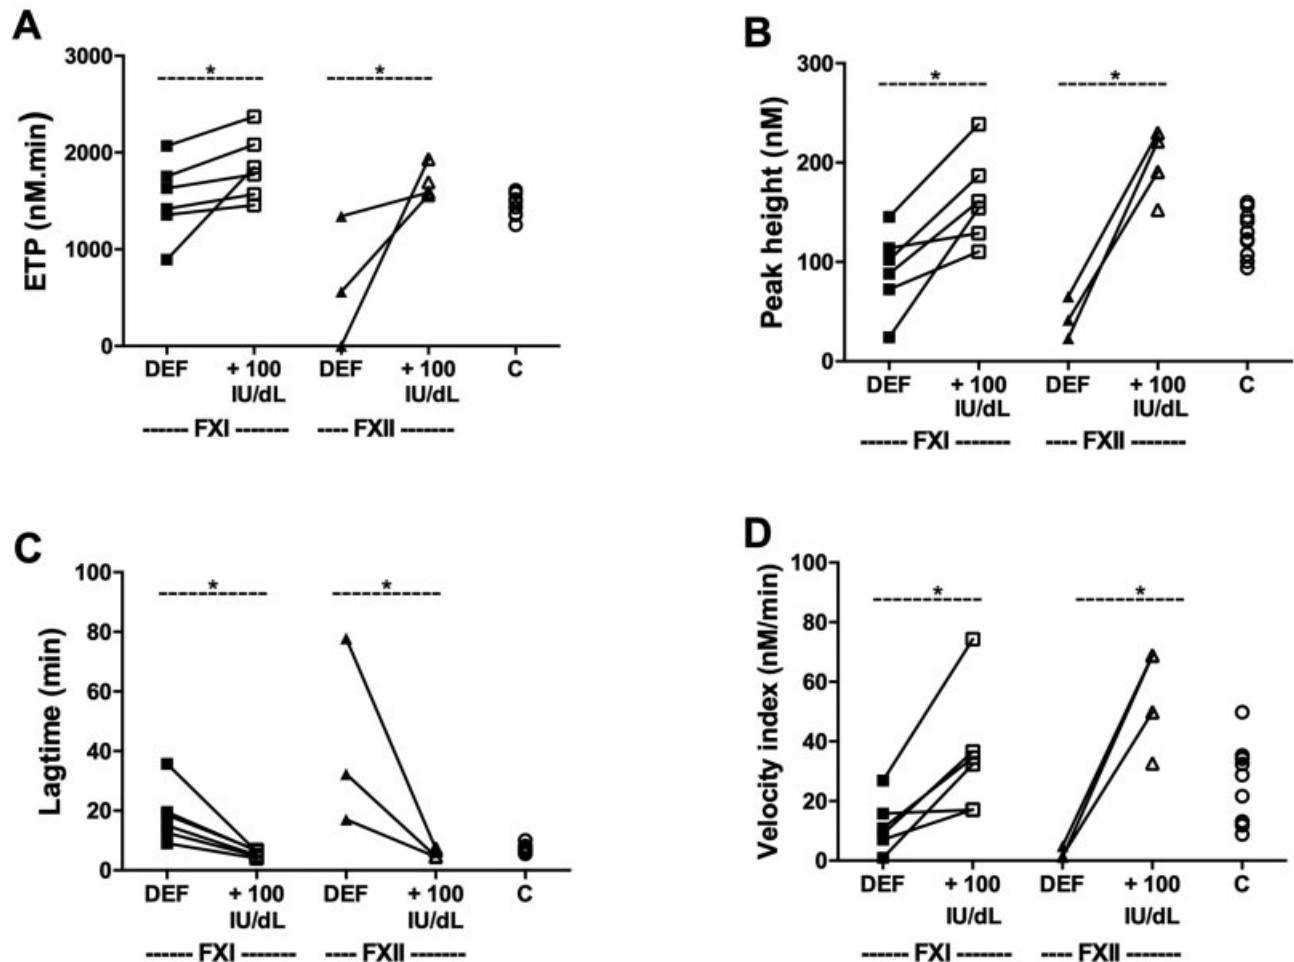 A
ETP (nM.min)
3000
2000
1000
0
* *
DEF + 100 DEF + 100 C
IU/dL IU/dL
------ FXI ------- ---- FXII -------
B
Peak height (nM)
300
200
100
0
* *
DEF + 100 DEF + 100 C
IU/dL IU/dL
------ FXI ------- ---- FXII -------
C
Lagtime (min)
100
80
60
40
20
0
* *
DEF + 100 DEF + 100 C
IU/dL IU/dL
------ FXI ------- ---- FXII -------
D
Velocity index (nM/min)
100
80
60
40
20
0
* *
DEF + 100 DEF + 100 C
IU/dL IU/dL
------ FXI ------- ---- FXII -------